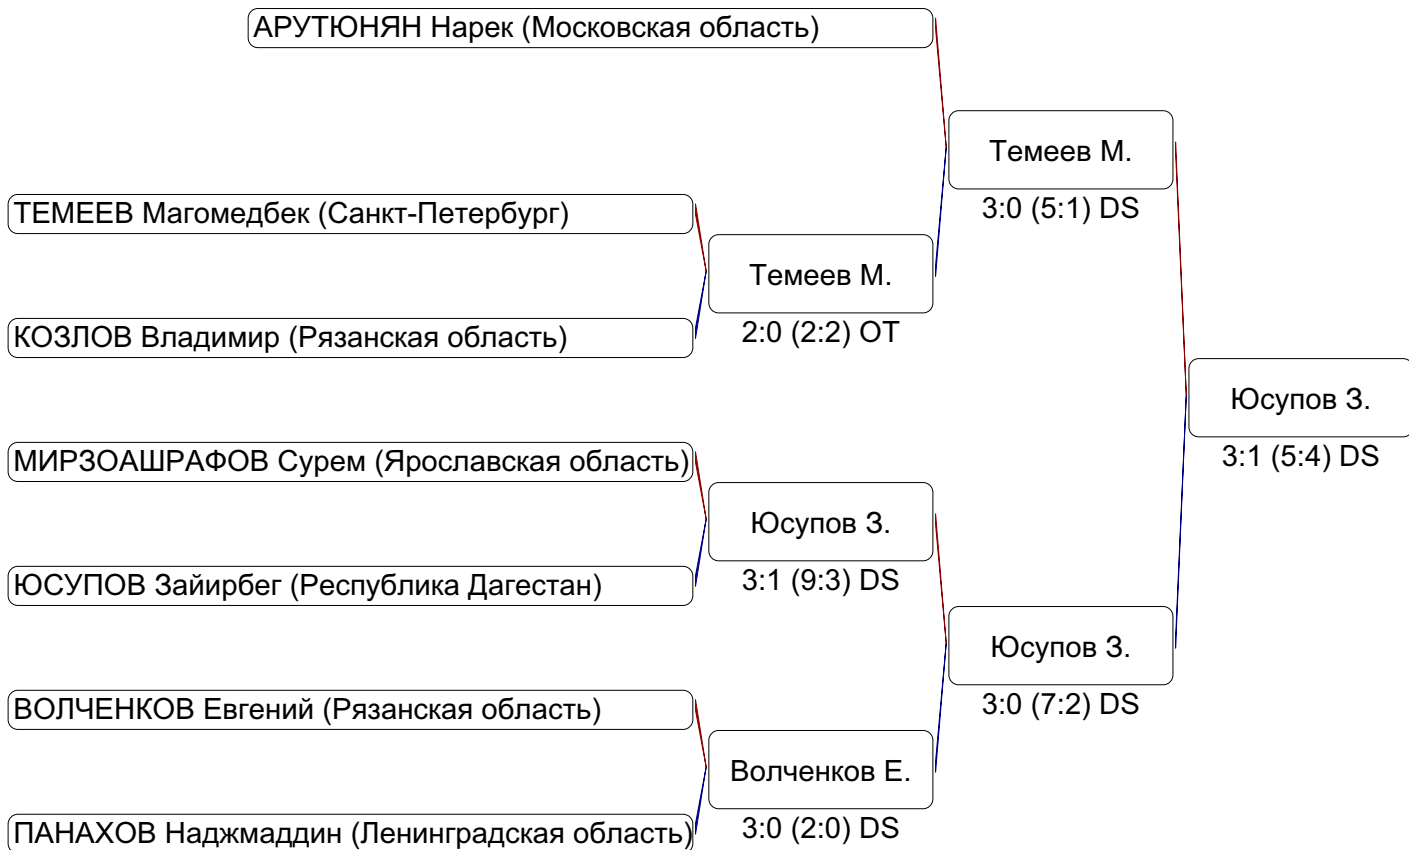 АРУТЮНЯН Нарек (Московская область)
Темеев М.
3:0 (5:1) DS
ТЕМЕЕВ Магомедбек (Санкт-Петербург)
Темеев М.
2:0 (2:2) OT
КОЗЛОВ Владимир (Рязанская область)
Юсупов З.
3:1 (5:4) DS
МИРЗОАШРАФОВ Сурем (Ярославская область)
Юсупов З.
3:1 (9:3) DS
ЮСУПОВ Зайирбег (Республика Дагестан)
Юсупов З.
3:0 (7:2) DS
ВОЛЧЕНКОВ Евгений (Рязанская область)
Волченков Е.
3:0 (2:0) DS
ПАНАХОВ Наджмаддин (Ленинградская область)